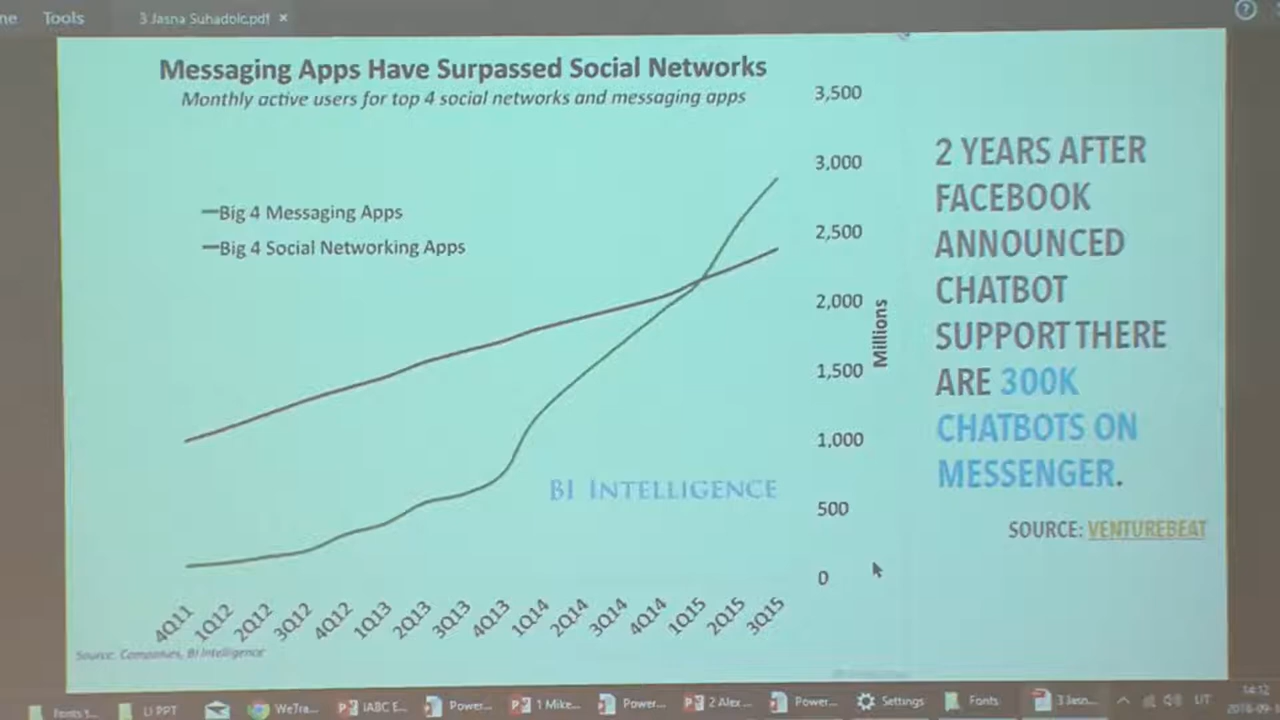 Tools
3 Jasna Suhadolc.pdf ×
?
Messaging Apps Have Surpassed Social Networks
Monthly active users for top 4 social networks and messaging apps
Big 4 Messaging Apps
Big 4 Social Networking Apps
3,500
3,000
2,500
2,000
1,500
1,000
500
0
Millions
BI INTELLIGENCE
4Q11 1Q12 2Q12 3Q12 4Q12 1Q13 2Q13 3Q13 4Q13 1Q14 2Q14 3Q14 4Q14 1Q15 2Q15 3Q15
Source: Companies, BI Intelligence
2 YEARS AFTER
FACEBOOK
ANNOUNCED
CHATBOT
SUPPORT THERE
ARE 300K
CHATBOTS ON
MESSENGER.
SOURCE: VENTUREBEAT
LI PPT WeTra... IABC E... Power... 1 Mike... Power... 2 Alex ... Power... Settings Fonts 3 Jasn... 14:12